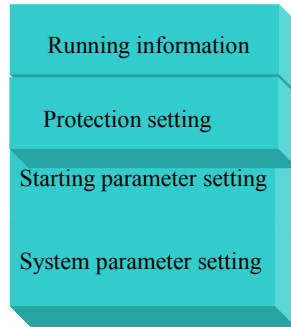 Running information
Protection setting
Starting parameter setting
System parameter setting